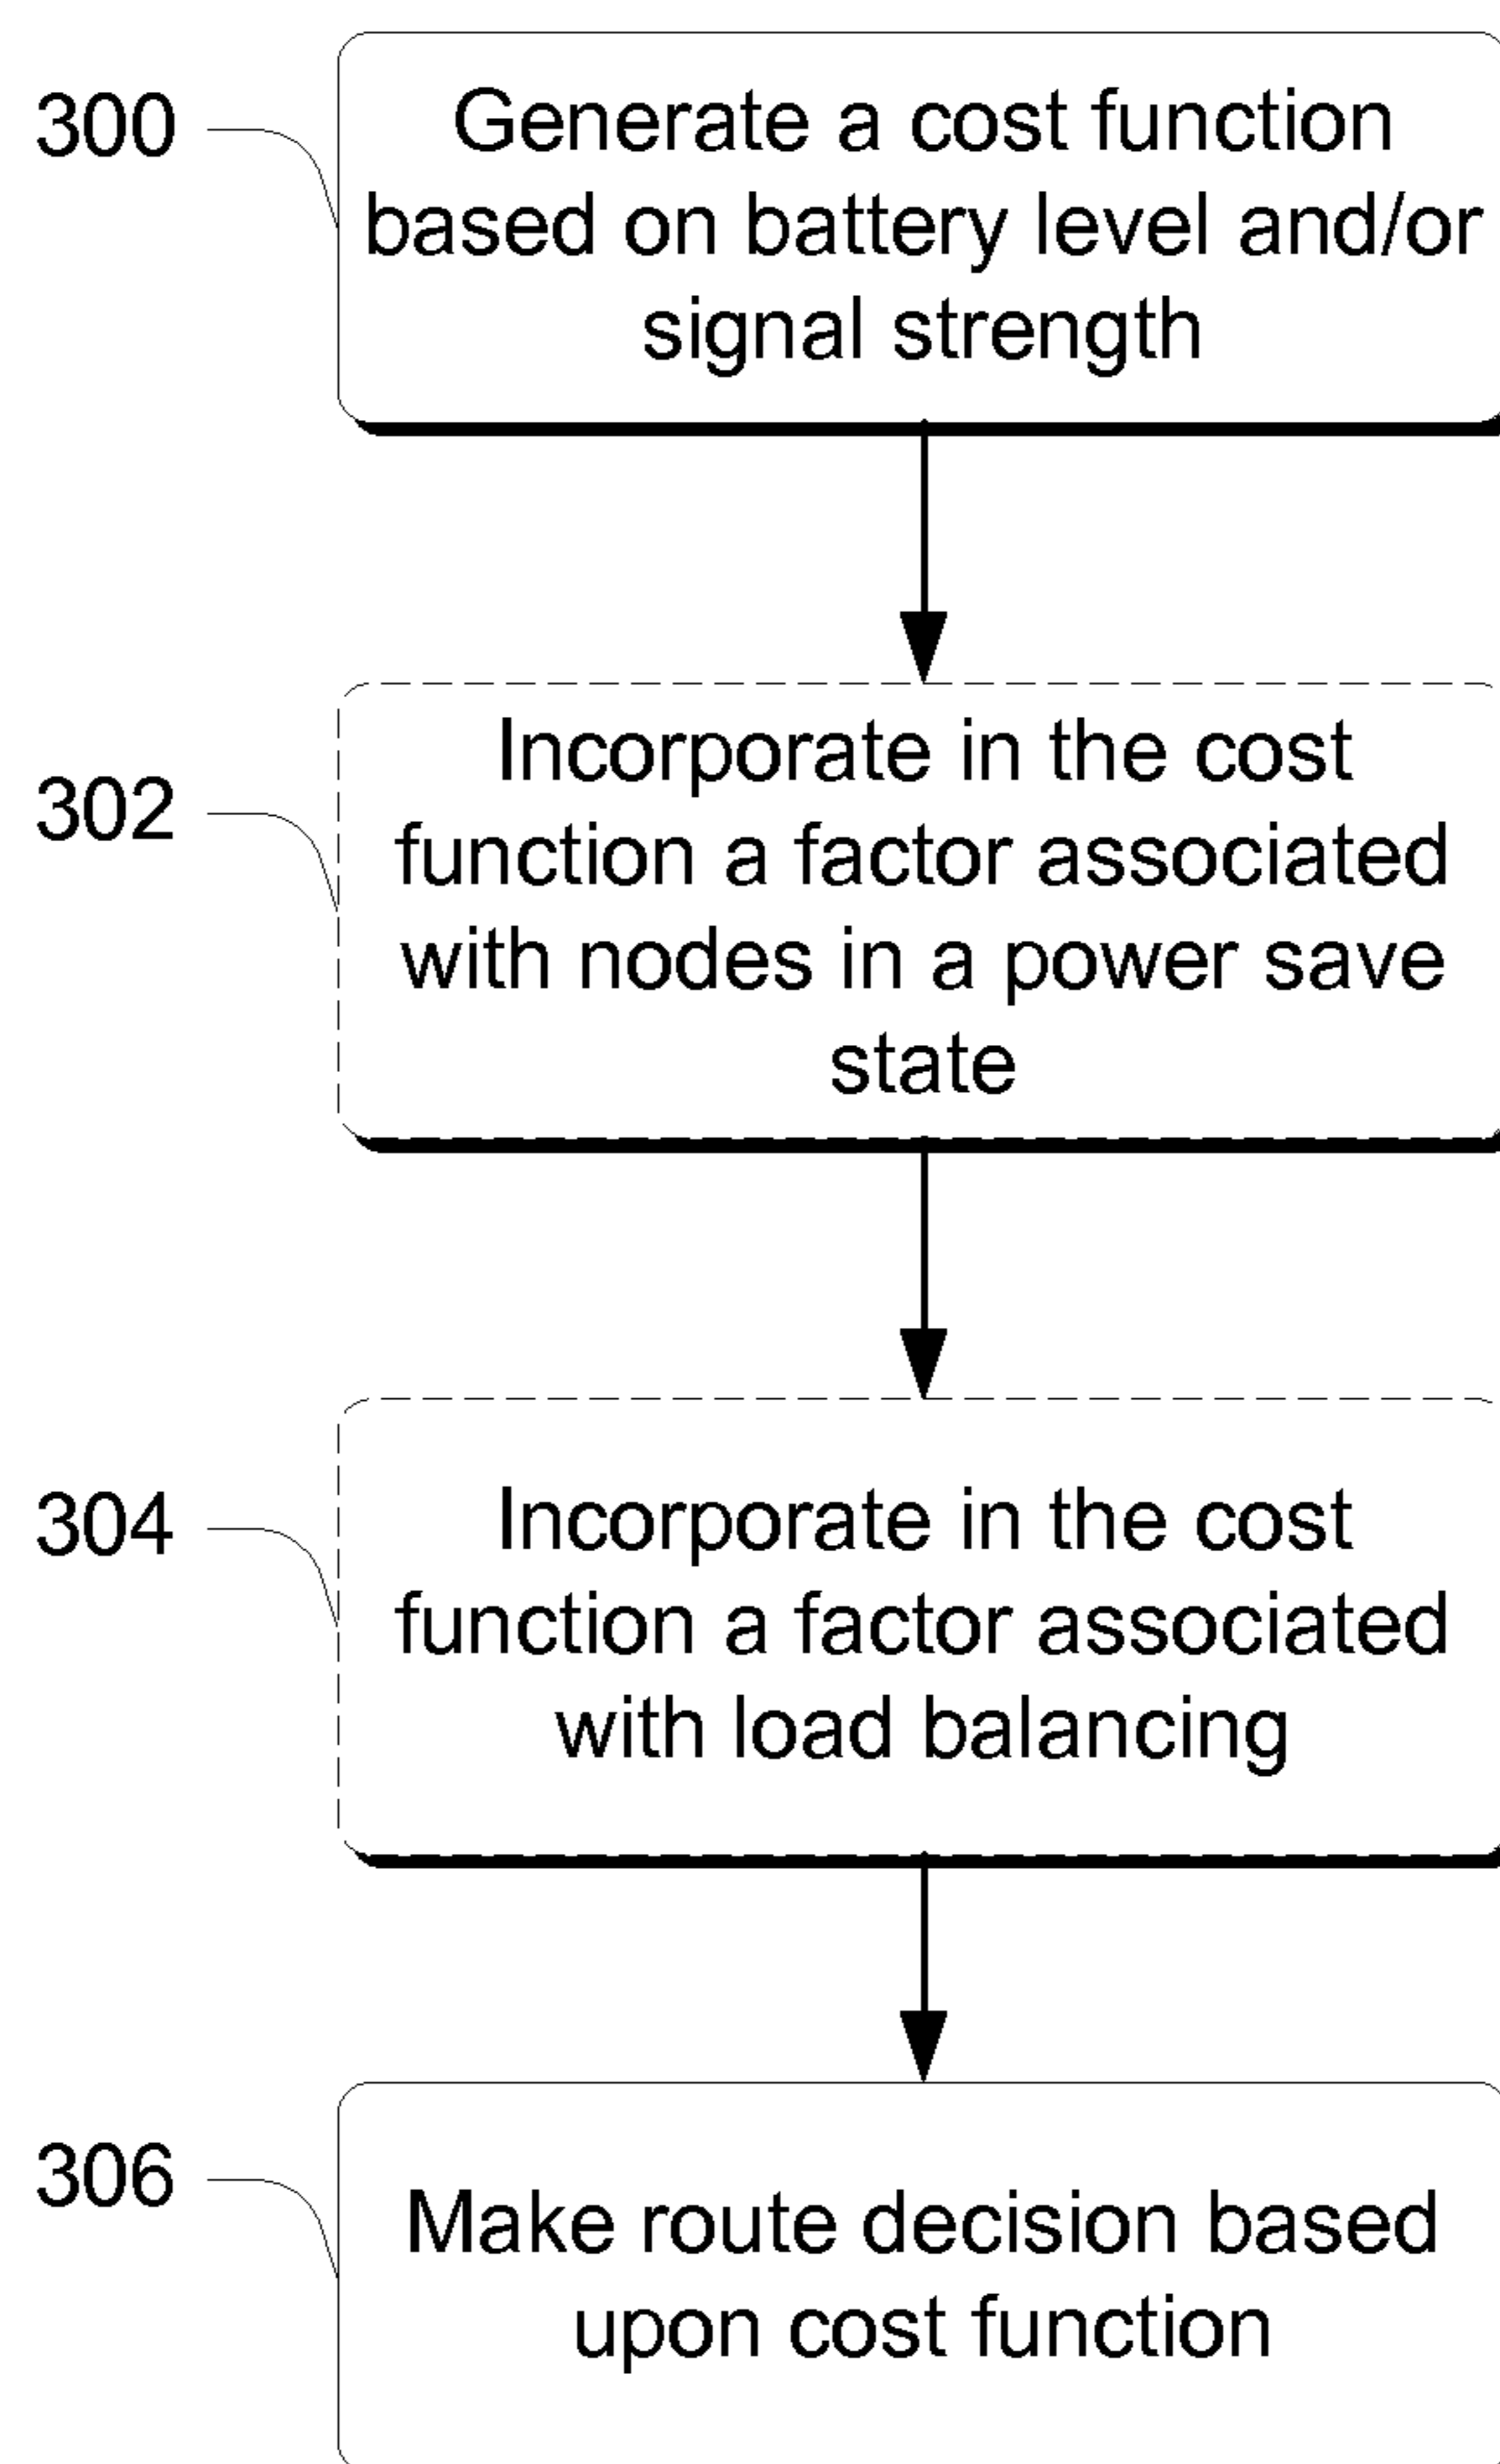 300
Generate a cost function
based on battery level and/or
signal strength
302
Incorporate in the cost
function a factor associated
with nodes in a power save
state
304
Incorporate in the cost
function a factor associated
with load balancing
306
Make route decision based
upon cost function